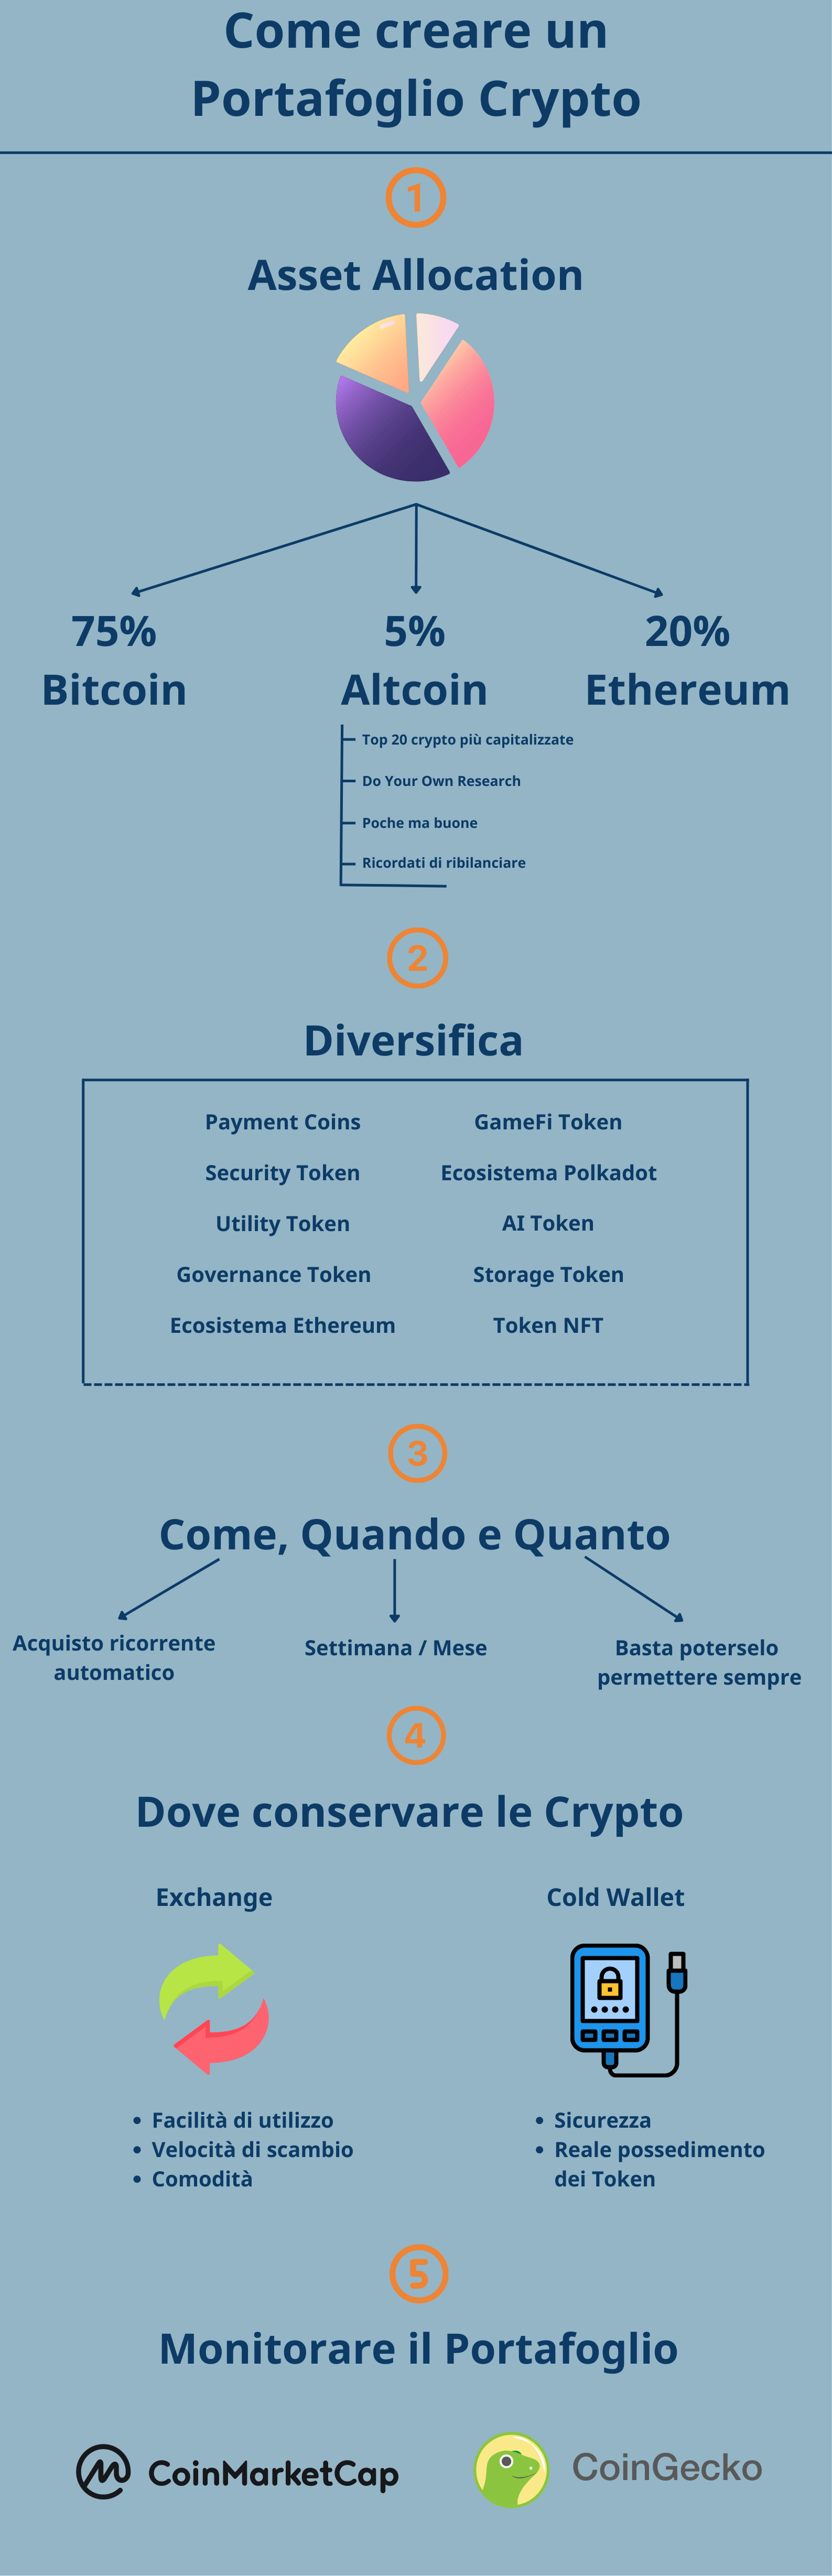 Come creare un
Portafoglio Crypto
1
Asset Allocation
75%
Bitcoin
5%
Altcoin
20%
Ethereum
Top 20 crypto più capitalizzate
Do Your Own Research
Poche ma buone
Ricordati di ribilanciare
2
Diversifica
Payment Coins
Security Token
Utility Token
Governance Token
Ecosistema Ethereum
GameFi Token
Ecosistema Polkadot
AI Token
Storage Token
Token NFT
3
Come, Quando e Quanto
Acquisto ricorrente
automatico
Settimana / Mese
Basta poterselo
permettere sempre
4
Dove conservare le Crypto
Exchange
• Facilità di utilizzo
• Velocità di scambio
• Comodità
Cold Wallet
• Sicurezza
• Reale possedimento
dei Token
5
Monitorare il Portafoglio
CoinMarketCap
CoinGecko